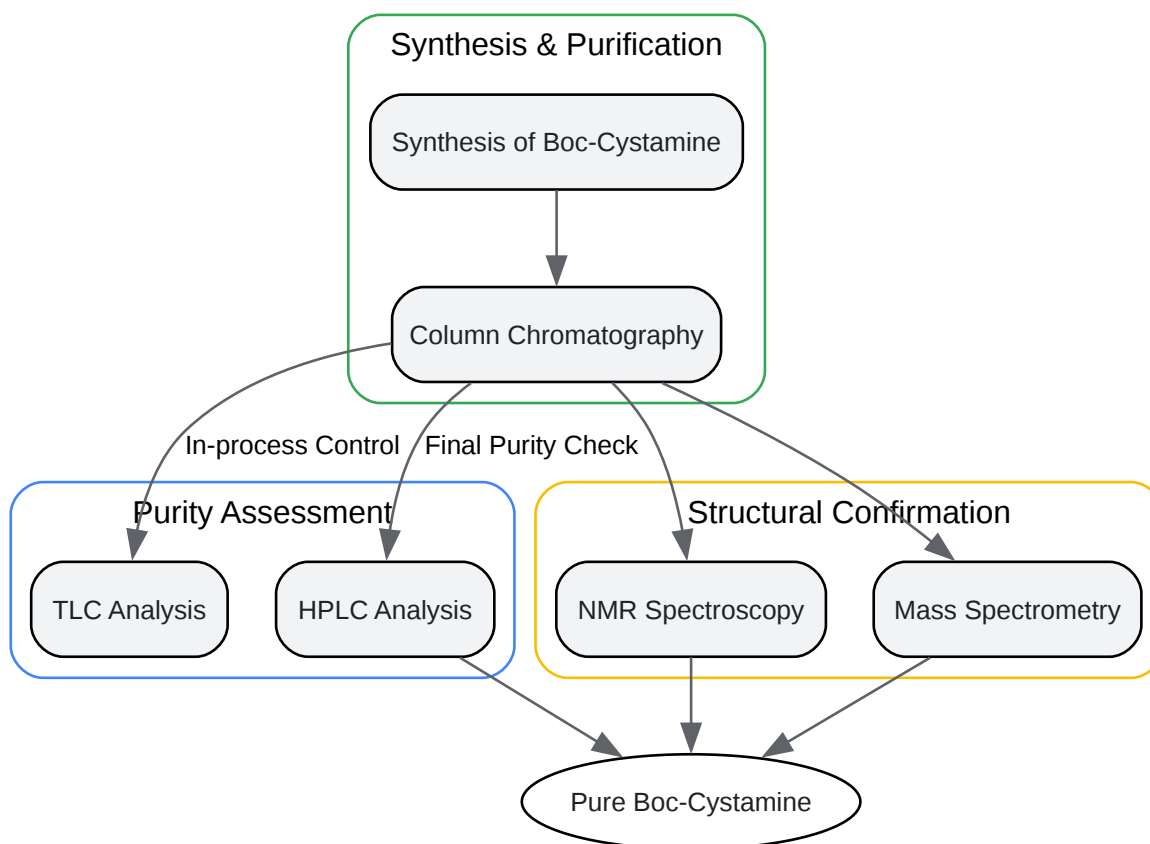 Synthesis & Purification
Synthesis of Boc-Cystamine
Column Chromatography
In-process Control
Final Purity Check
Purity Assessment
Structural Confirmation
TLC Analysis
HPLC Analysis
NMR Spectroscopy
Mass Spectrometry
Pure Boc-Cystamine